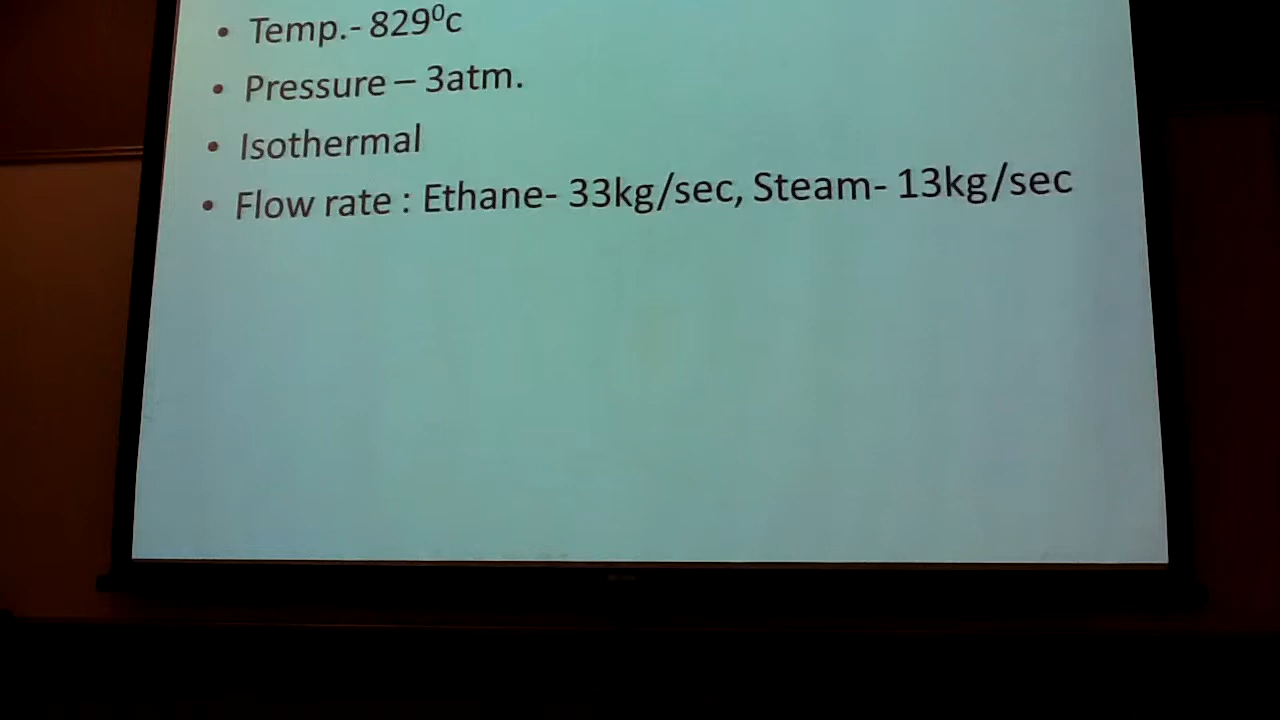 • Temp.- 829⁰c
• Pressure – 3atm.
• Isothermal
• Flow rate : Ethane- 33kg/sec, Steam- 13kg/sec